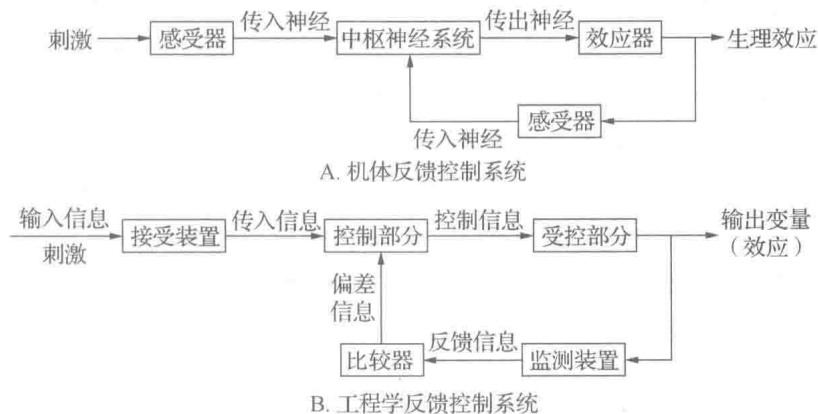 刺激 感受器 传入神经 中枢神经系统 传出神经 效应器 生理效应
传入神经 感受器
A. 机体反馈控制系统
输入信息 刺激 接受装置 传入信息 控制部分 控制信息 受控部分 输出变量(效应)
偏差信息
比较器 反馈信息 监测装置
B. 工程学反馈控制系统